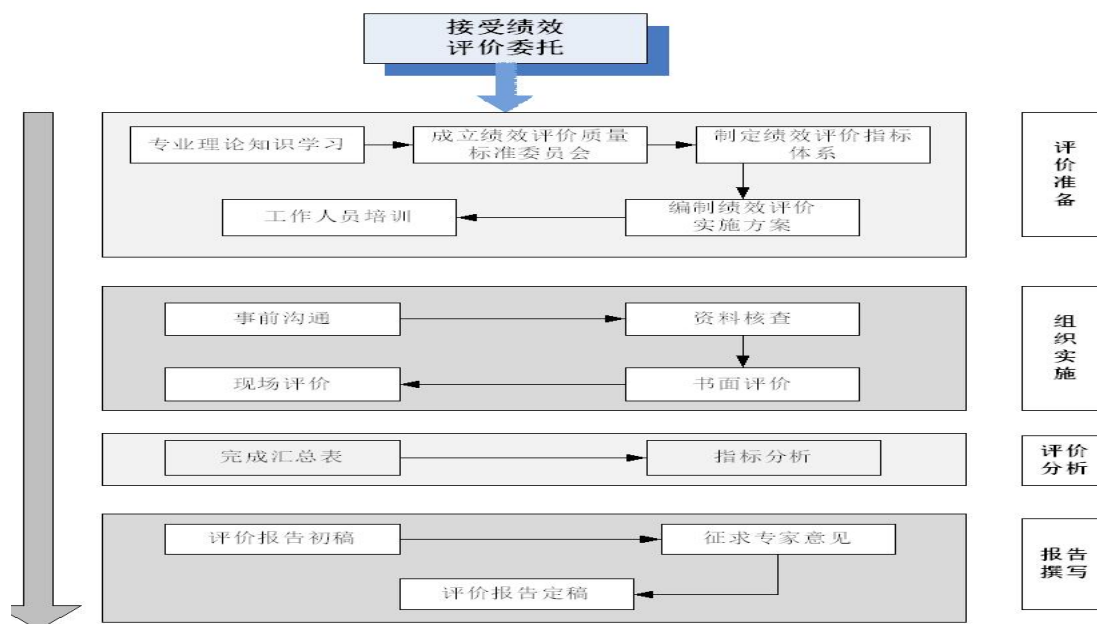 接受绩效
评价委托
专业理论知识学习
成立绩效评价质量
标准委员会
制定绩效评价指标
体系
工作人员培训
编制绩效评价
实施方案
评
价
准
备
事前沟通
资料核查
现场评价
书面评价
组
织
实
施
完成汇总表
指标分析
评价
分析
评价报告初稿
征求专家意见
评价报告定稿
报告
撰写